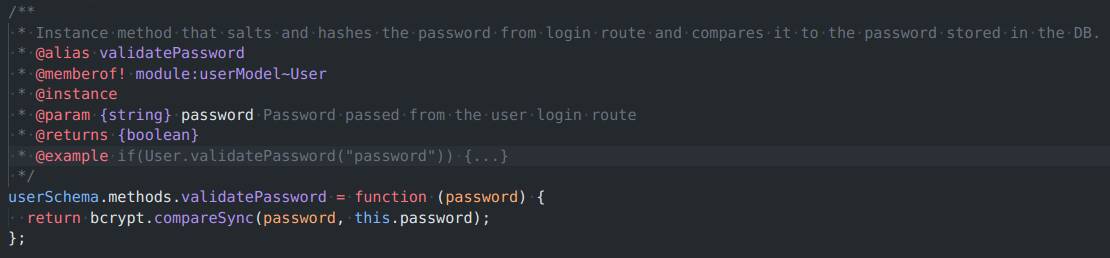 /**
 * Instance method that salts and hashes the password from login route and compares it to the password stored in the DB.
 * @alias validatePassword
 * @memberof! module:userModel~User
 * @instance
 * @param {string} password Password passed from the user login route
 * @returns {boolean}
 * @example if(User.validatePassword("password")) {...}
 */
userSchema.methods.validatePassword = function (password) {
  return bcrypt.compareSync(password, this.password);
};